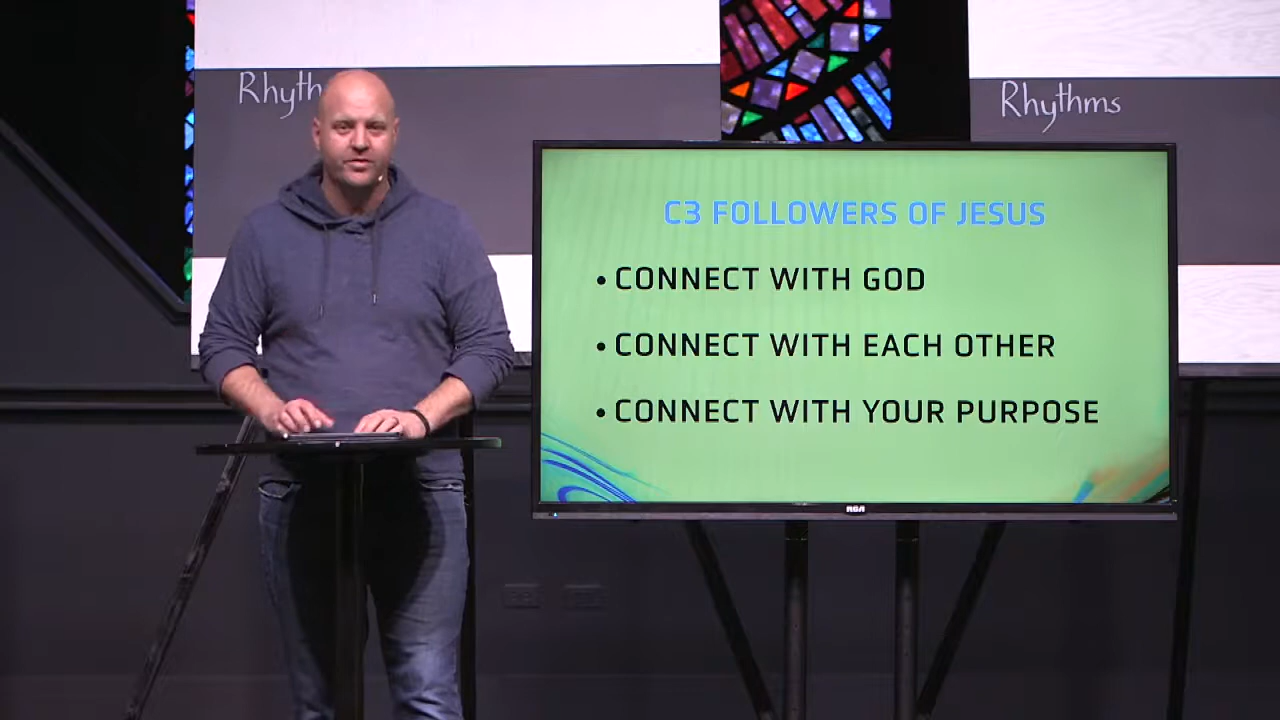 Rhyth
Rhythms
C3 FOLLOWERS OF JESUS
• CONNECT WITH GOD
• CONNECT WITH EACH OTHER
• CONNECT WITH YOUR PURPOSE
RCA